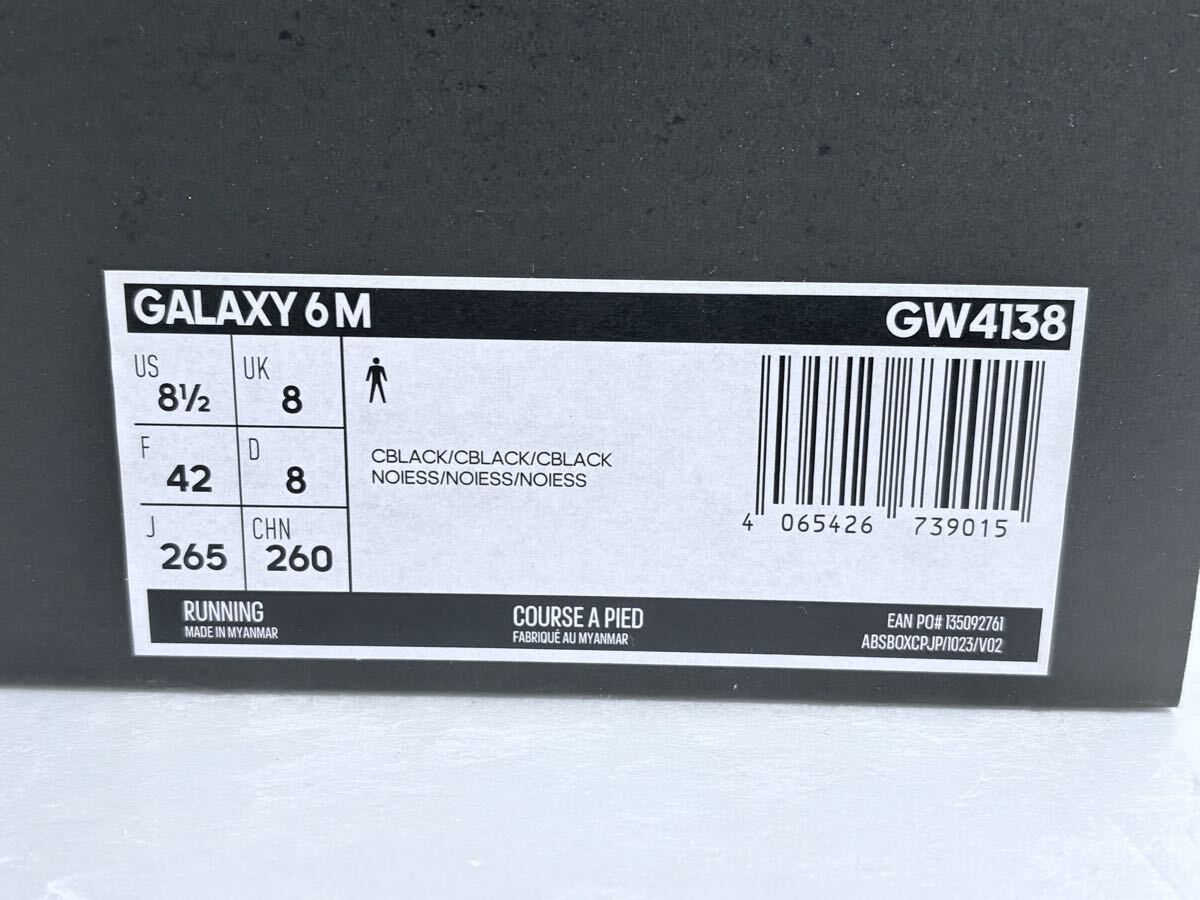 GALAXY 6 M GW4138
US 8½ UK 8
F 42 D 8
J 265 CHN 260
CBLACK/CBLACK/CBLACK
NOIESS/NOIESS/NOIESS
4 065426 739015
RUNNING
MADE IN MYANMAR
COURSE A PIED
FABRIQUÉ AU MYANMAR
EAN PO# 135092761
ABSBOXCPJP/1023/V02